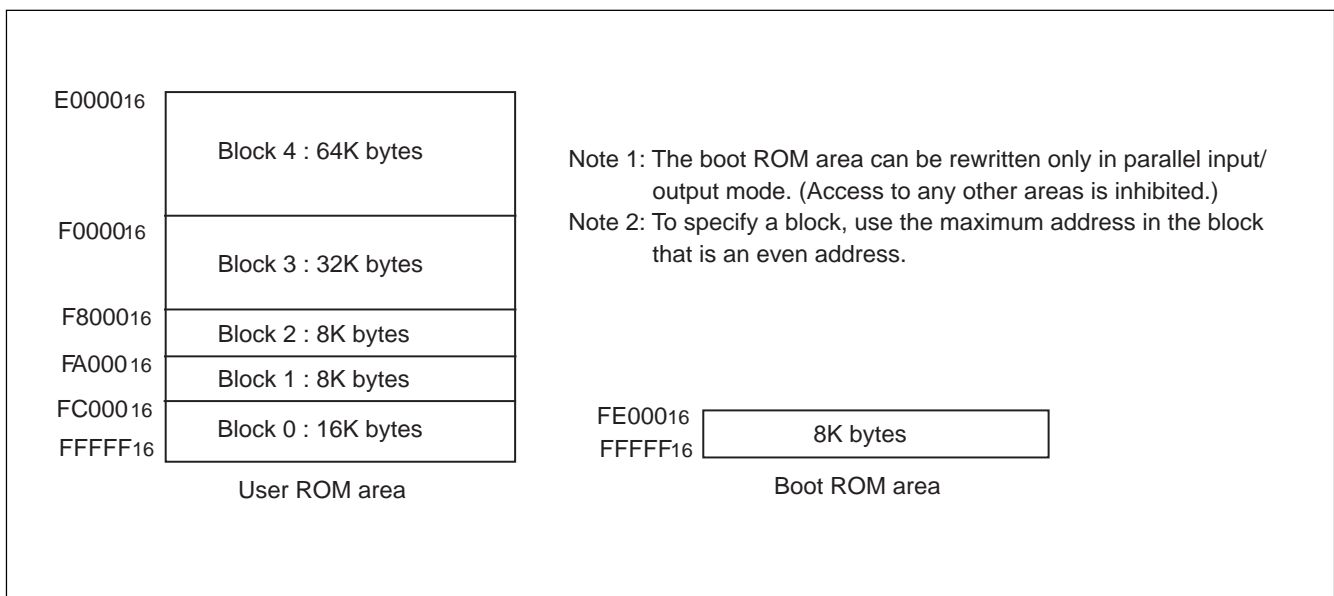 E000016
Block 4 : 64K bytes
F000016
Block 3 : 32K bytes
F800016
Block 2 : 8K bytes
FA00016
Block 1 : 8K bytes
FC00016
Block 0 : 16K bytes
FFFFF16
User ROM area
Note 1: The boot ROM area can be rewritten only in parallel input/
output mode. (Access to any other areas is inhibited.)
Note 2: To specify a block, use the maximum address in the block
that is an even address.
FE00016
8K bytes
FFFFF16
Boot ROM area